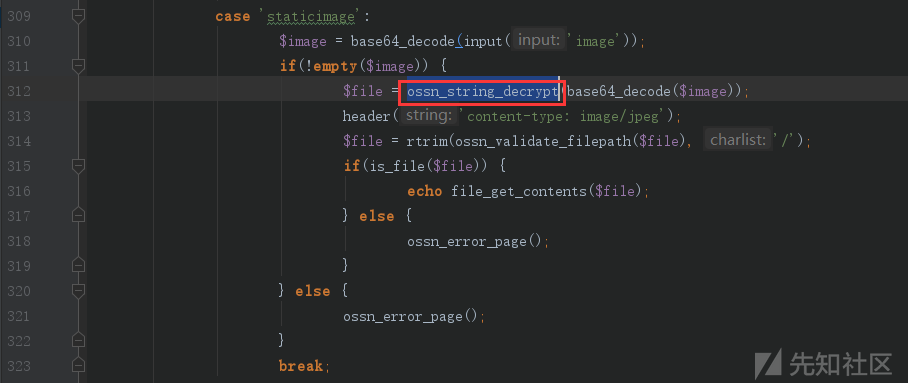 309 case 'staticimage':
310 $image = base64_decode(input( input: 'image'));
311 if(!empty($image)) {
312 $file = ossn_string_decrypt(base64_decode($image));
313 header( string: 'content-type: image/jpeg');
314 $file = rtrim(ossn_validate_filepath($file), charlist: '/');
315 if(is_file($file)) {
316 echo file_get_contents($file);
317 } else {
318 ossn_error_page();
319 }
320 } else {
321 ossn_error_page();
322 }
323 break;
先知社区